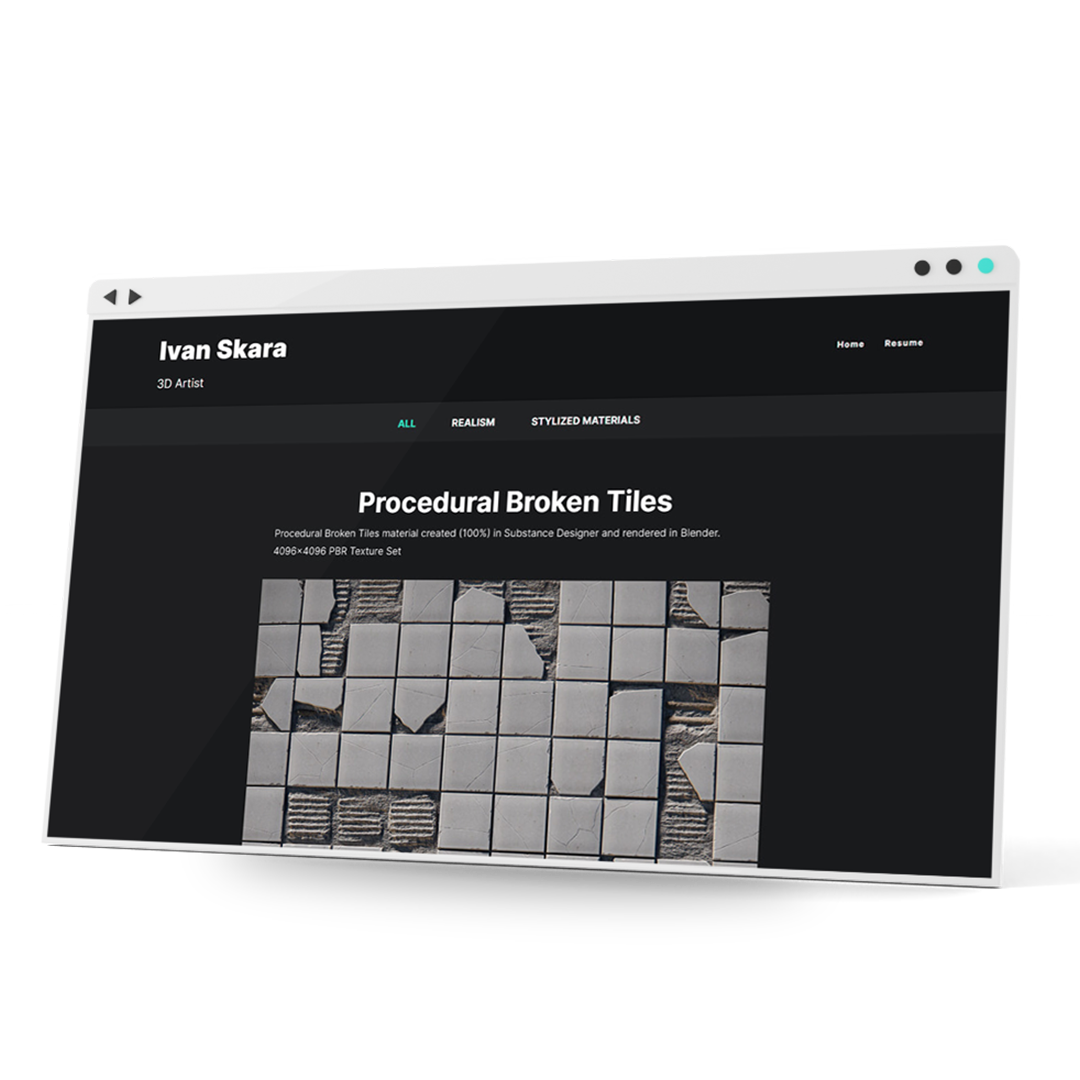 Ivan Skara
3D Artist
Home Resume
ALL REALISM STYLIZED MATERIALS
Procedural Broken Tiles
Procedural Broken Tiles material created (100%) in Substance Designer and rendered in Blender.
4096×4096 PBR Texture Set